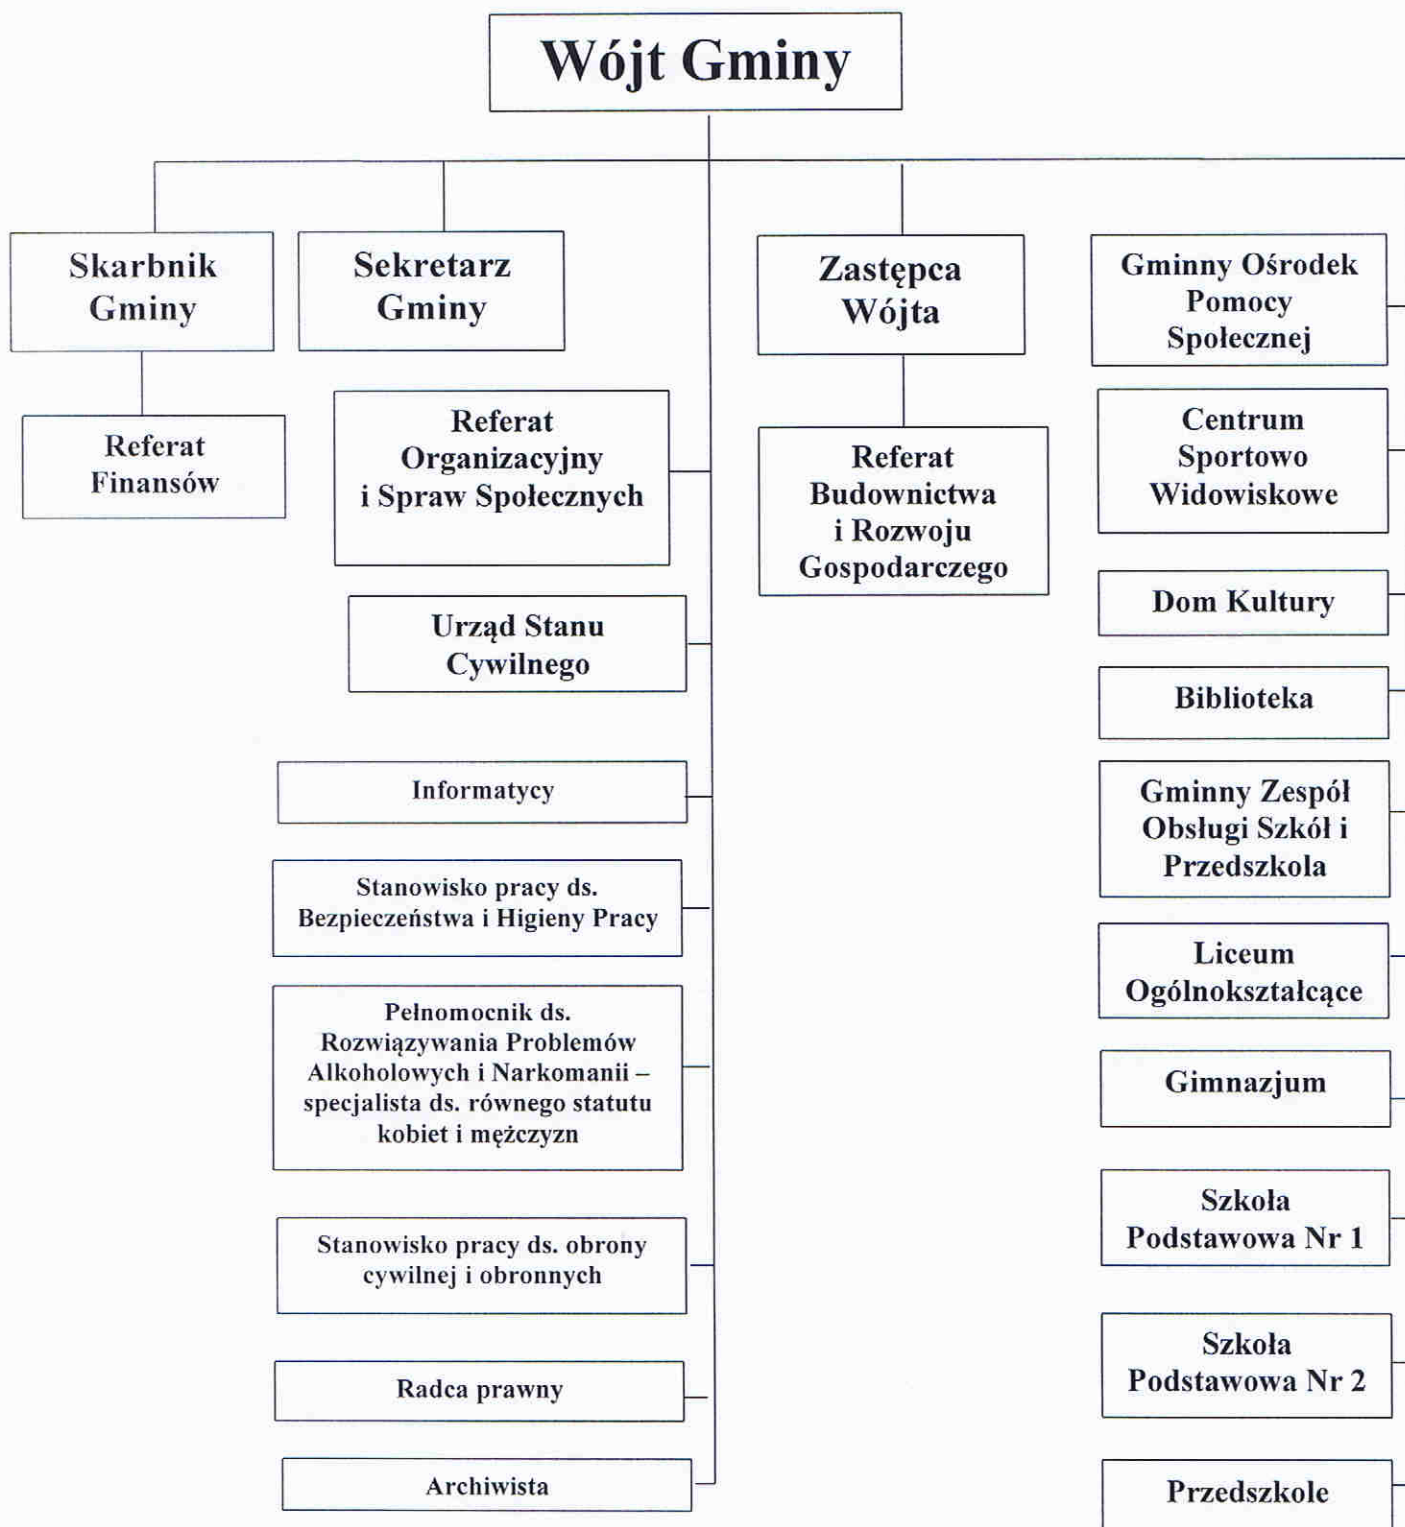 Wójt Gminy
Skarbnik
Gminy
Sekretarz
Gminy
Zastępca
Wójta
Gminny Ośrodek
Pomocy
Społecznej
Referat
Finansów
Referat
Organizacyjny
i Spraw Społecznych
Referat
Budownictwa
i Rozwoju
Gospodarczego
Centrum
Sportowo
Widowiskowe
Urząd Stanu
Cywilnego
Dom Kultury
Biblioteka
Informatycy
Gminny Zespół
Obsługi Szkół i
Przedszkola
Stanowisko pracy ds.
Bezpieczeństwa i Higieny Pracy
Liceum
Ogólnokształcące
Pełnomocnik ds.
Rozwiązywania Problemów
Alkoholowych i Narkomanii –
specjalista ds. równego statutu
kobiet i mężczyzn
Gimnazjum
Szkoła
Podstawowa Nr 1
Stanowisko pracy ds. obrony
cywilnej i obronnych
Szkoła
Podstawowa Nr 2
Radca prawny
Archiwista
Przedszkole